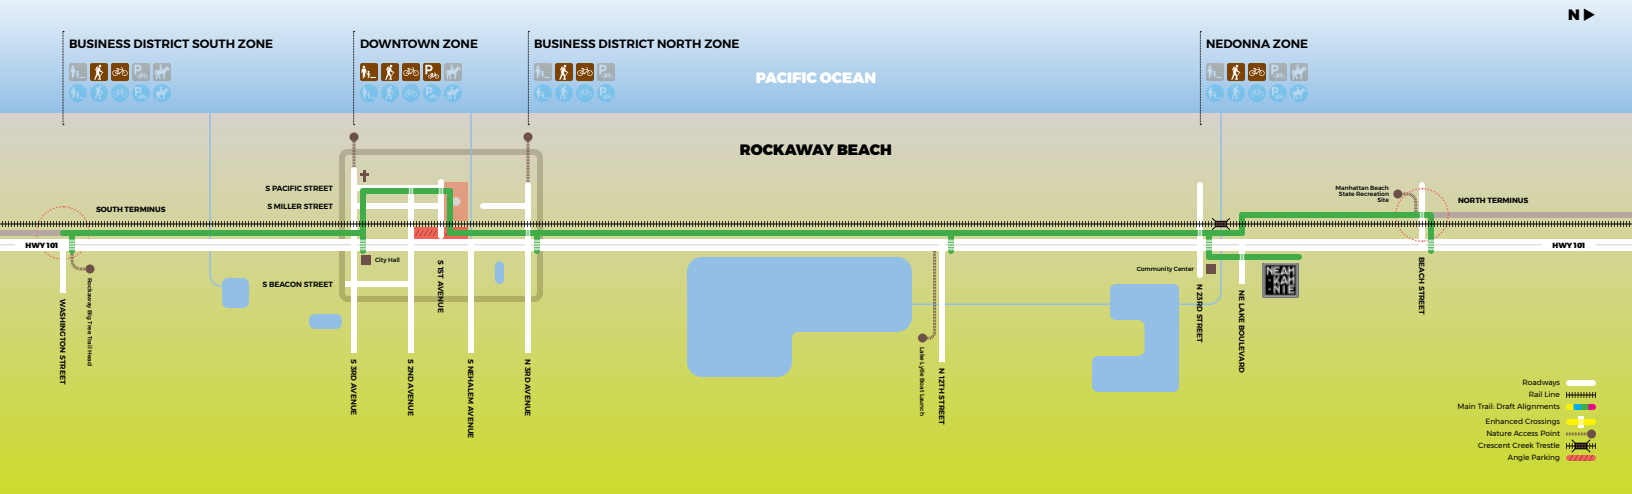 N
BUSINESS DISTRICT SOUTH ZONE
DOWNTOWN ZONE
BUSINESS DISTRICT NORTH ZONE
NEDONNA ZONE
P
P
P
P
P
P
P
P
PACIFIC OCEAN
ROCKAWAY BEACH
S PACIFIC STREET
S MILLER STREET
SOUTH TERMINUS
Manhattan Beach
State Recreation
Site
NORTH TERMINUS
HWY 101
HWY 101
City Hall
Community Center
S BEACON STREET
NEAH
KAH
NIE
WASHINGTON STREET
Rockaway Big Tree Trail Head
S 3RD AVENUE
S 2ND AVENUE
S 1ST AVENUE
S NEHALEM AVENUE
N 3RD AVENUE
Lake Lytle Boat Launch
N 12TH STREET
N 23RD STREET
NE LAKE BOULEVARD
BEACH STREET
Roadways
Rail Line
Main Trail: Draft Alignments
Enhanced Crossings
Nature Access Point
Crescent Creek Trestle
Angle Parking